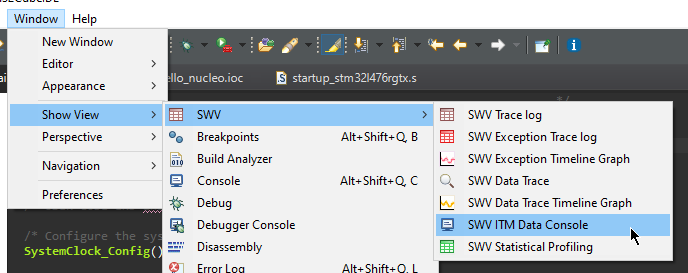 Window Help
New Window
Editor
Appearance
Show View
Perspective
Navigation
Preferences
ello_nucleo.ioc
startup_stm32l476rgtx.s
*/
SWV
Breakpoints Alt+Shift+Q, B
Build Analyzer
Console Alt+Shift+Q, C
Debug
Debugger Console
Disassembly
Error Log Alt+Shift+Q, L
SWV Trace log
SWV Exception Trace log
SWV Exception Timeline Graph
SWV Data Trace
SWV Data Trace Timeline Graph
SWV ITM Data Console
SWV Statistical Profiling
/* Configure the sys
SystemClock_Config()